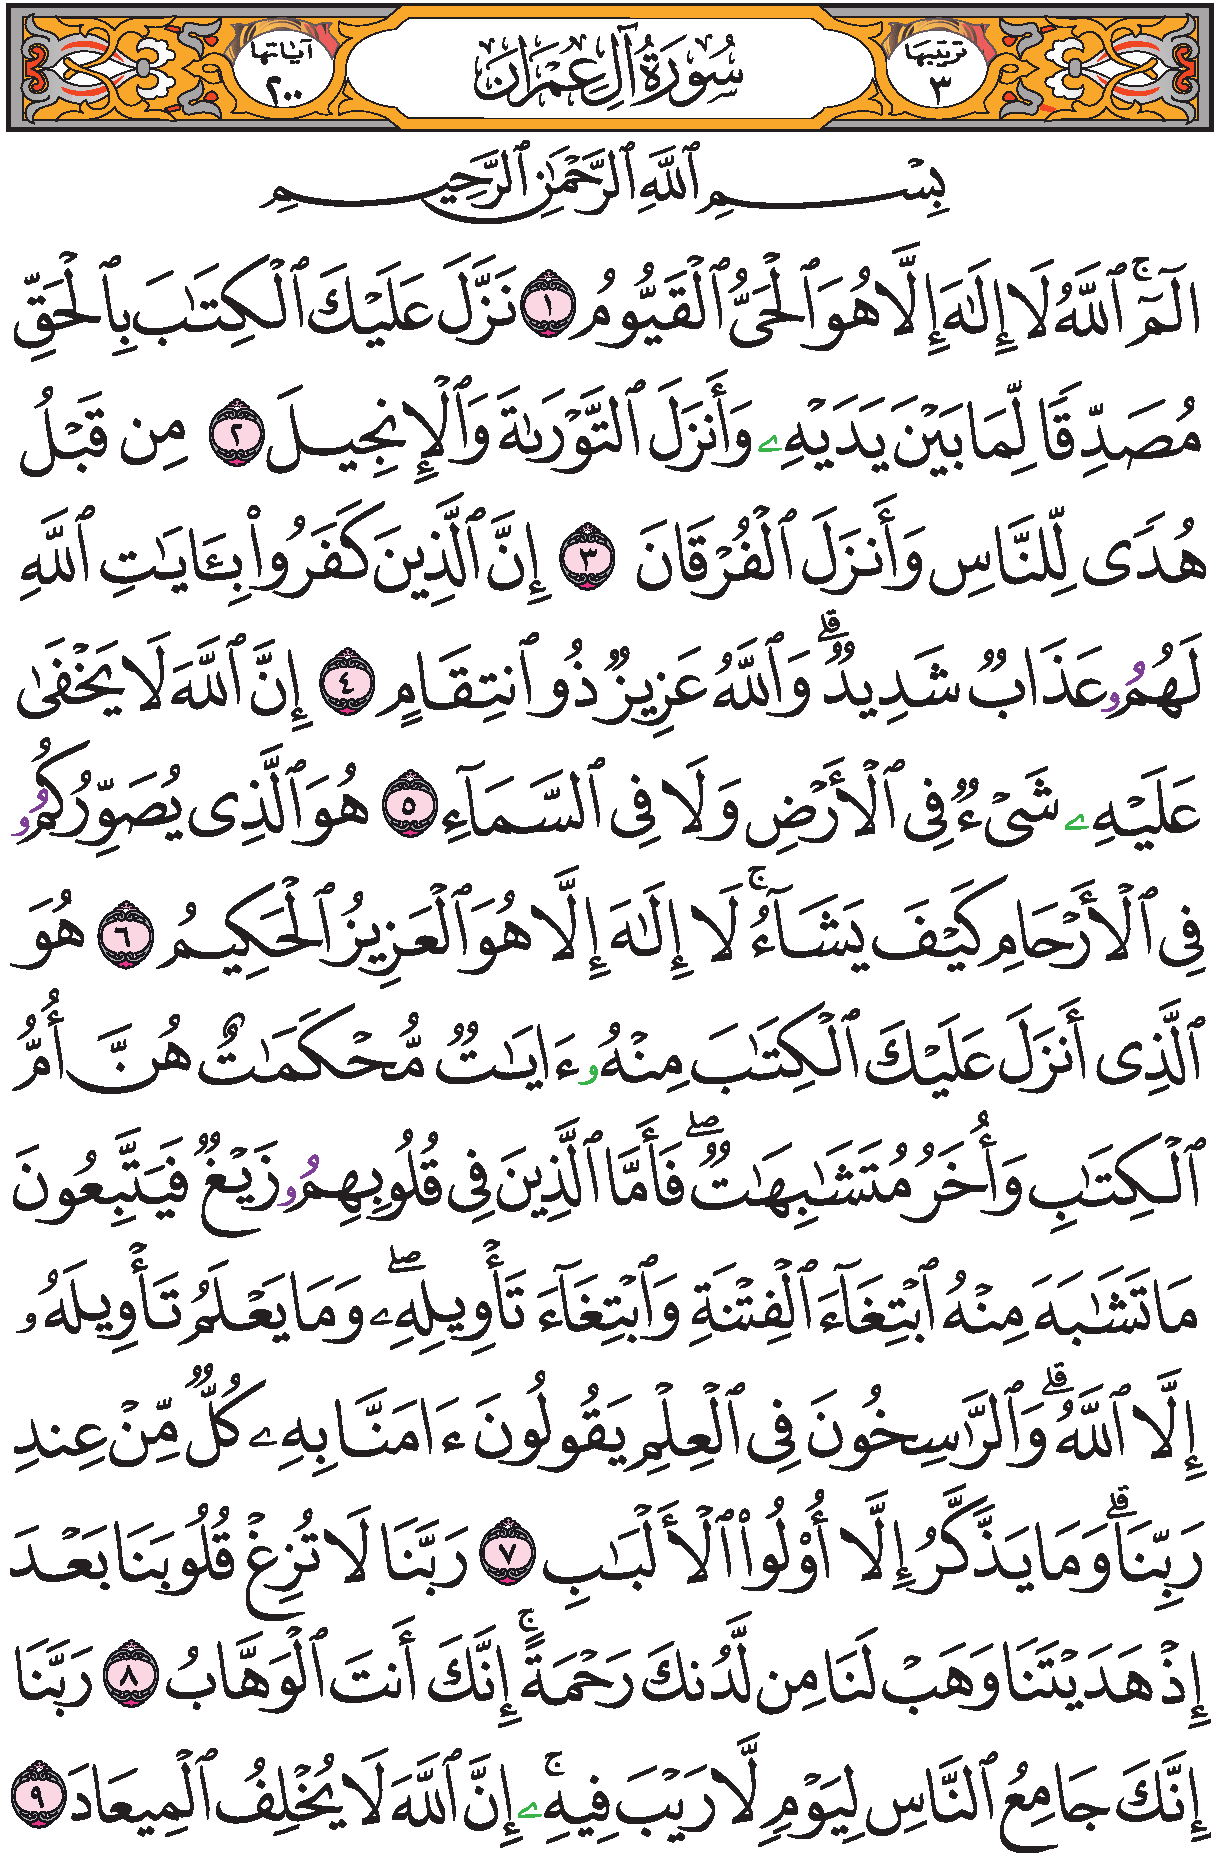 ترتيبها ٣ سُورَةُ آلِ عِمْرَانَ آيَاتها ٢٠٠
بِسْمِ ٱللَّهِ ٱلرَّحْمَٰنِ ٱلرَّحِيمِ
الٓمٓۚ ٱللَّهُ لَا إِلَٰهَ إِلَّا هُوَ ٱلْحَىُّ ٱلْقَيُّومُ ١ نَزَّلَ عَلَيْكَ ٱلْكِتَٰبَ بِٱلْحَقِّ
مُصَدِّقًا لِّمَا بَيْنَ يَدَيْهِۦ وَأَنزَلَ ٱلتَّوْرَىٰةَ وَٱلْإِنجِيلَ ٢ مِن قَبْلُ
هُدًى لِّلنَّاسِ وَأَنزَلَ ٱلْفُرْقَانَ ٣ إِنَّ ٱلَّذِينَ كَفَرُوا۟ بِـَٔايَٰتِ ٱللَّهِ
لَهُمُۥ عَذَابٌ شَدِيدٌۗ وَٱللَّهُ عَزِيزٌ ذُو ٱنتِقَامٍ ٤ إِنَّ ٱللَّهَ لَا يَخْفَىٰ
عَلَيْهِۦ شَىْءٌ فِى ٱلْأَرْضِ وَلَا فِى ٱلسَّمَآءِ ٥ هُوَ ٱلَّذِى يُصَوِّرُكُمُۥ
فِى ٱلْأَرْحَامِ كَيْفَ يَشَآءُۚ لَا إِلَٰهَ إِلَّا هُوَ ٱلْعَزِيزُ ٱلْحَكِيمُ ٦ هُوَ
ٱلَّذِى أَنزَلَ عَلَيْكَ ٱلْكِتَٰبَ مِنْهُۥ ءَايَٰتٌ مُّحْكَمَٰتٌ هُنَّ أُمُّ
ٱلْكِتَٰبِ وَأُخَرُ مُتَشَٰبِهَٰتٌۖ فَأَمَّا ٱلَّذِينَ فِى قُلُوبِهِمُۥ زَيْغٌ فَيَتَّبِعُونَ
مَا تَشَٰبَهَ مِنْهُ ٱبْتِغَآءَ ٱلْفِتْنَةِ وَٱبْتِغَآءَ تَأْوِيلِهِۦۖ وَمَا يَعْلَمُ تَأْوِيلَهُۥ
إِلَّا ٱللَّهُۗ وَٱلرَّٰسِخُونَ فِى ٱلْعِلْمِ يَقُولُونَ ءَامَنَّا بِهِۦ كُلٌّ مِّنْ عِندِ
رَبِّنَاۗ وَمَا يَذَّكَّرُ إِلَّا أُوْلُوا۟ ٱلْأَلْبَٰبِ ٧ رَبَّنَا لَا تُزِغْ قُلُوبَنَا بَعْدَ
إِذْ هَدَيْتَنَا وَهَبْ لَنَا مِن لَّدُنكَ رَحْمَةًۚ إِنَّكَ أَنتَ ٱلْوَهَّابُ ٨ رَبَّنَا
إِنَّكَ جَامِعُ ٱلنَّاسِ لِيَوْمٍ لَّا رَيْبَ فِيهِۦۚ إِنَّ ٱللَّهَ لَا يُخْلِفُ ٱلْمِيعَادَ ٩